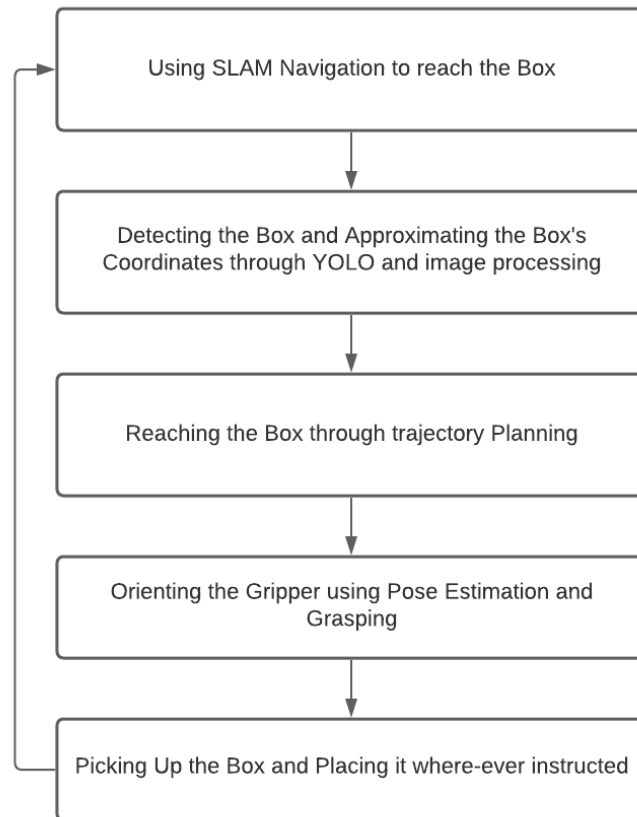 Using SLAM Navigation to reach the Box
Detecting the Box and Approximating the Box's
Coordinates through YOLO and image processing
Reaching the Box through trajectory Planning
Orienting the Gripper using Pose Estimation and
Grasping
Picking Up the Box and Placing it where-ever instructed